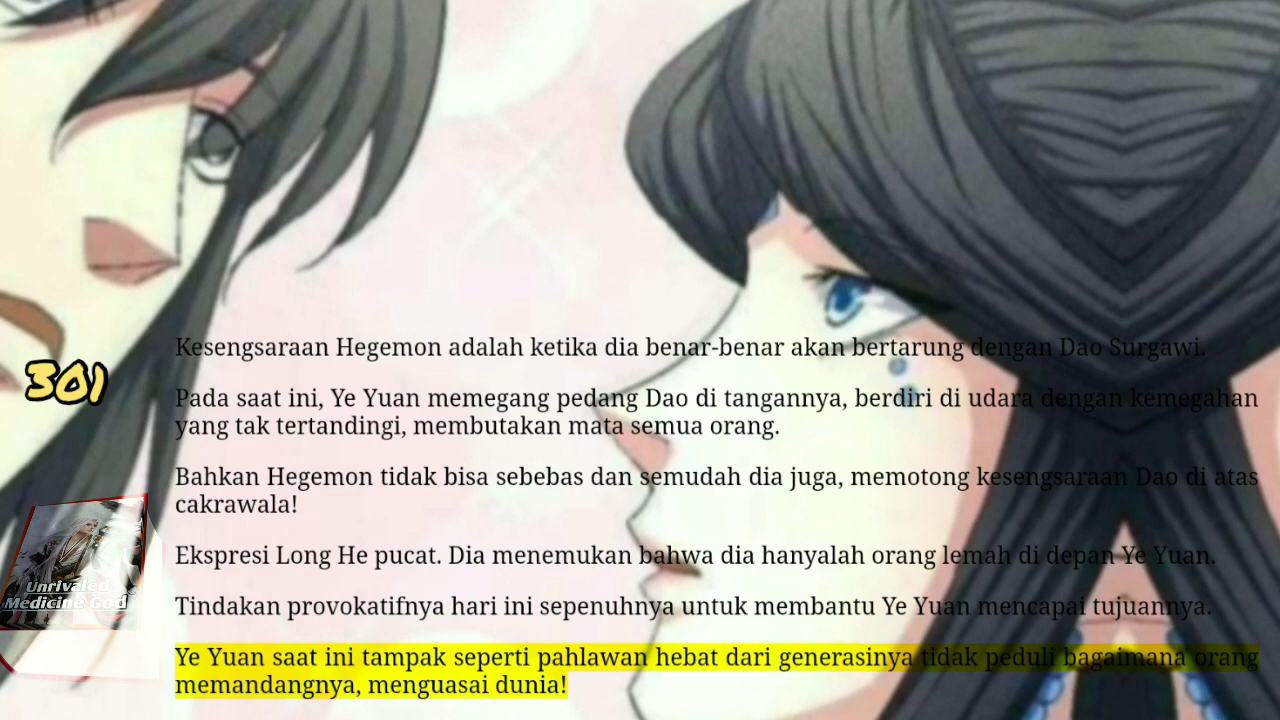 Kesengsaraan Hegemon adalah ketika dia benar-benar akan bertarung dengan Dao Surgawi.
301
Pada saat ini, Ye Yuan memegang pedang Dao di tangannya, berdiri di udara dengan kemegahan
yang tak tertandingi, membutakan mata semua orang.
Bahkan Hegemon tidak bisa sebebas dan semudah dia juga, memotong kesengsaraan Dao di atas
cakrawala!
Ekspresi Long He pucat. Dia menemukan bahwa dia hanyalah orang lemah di depan Ye Yuan.
Unrivaled
Medicine God
Tindakan provokatifnya hari ini sepenuhnya untuk membantu Ye Yuan mencapai tujuannya.
Ye Yuan saat ini tampak seperti pahlawan hebat dari generasinya tidak peduli bagaimana orang
memandangnya, menguasai dunia!